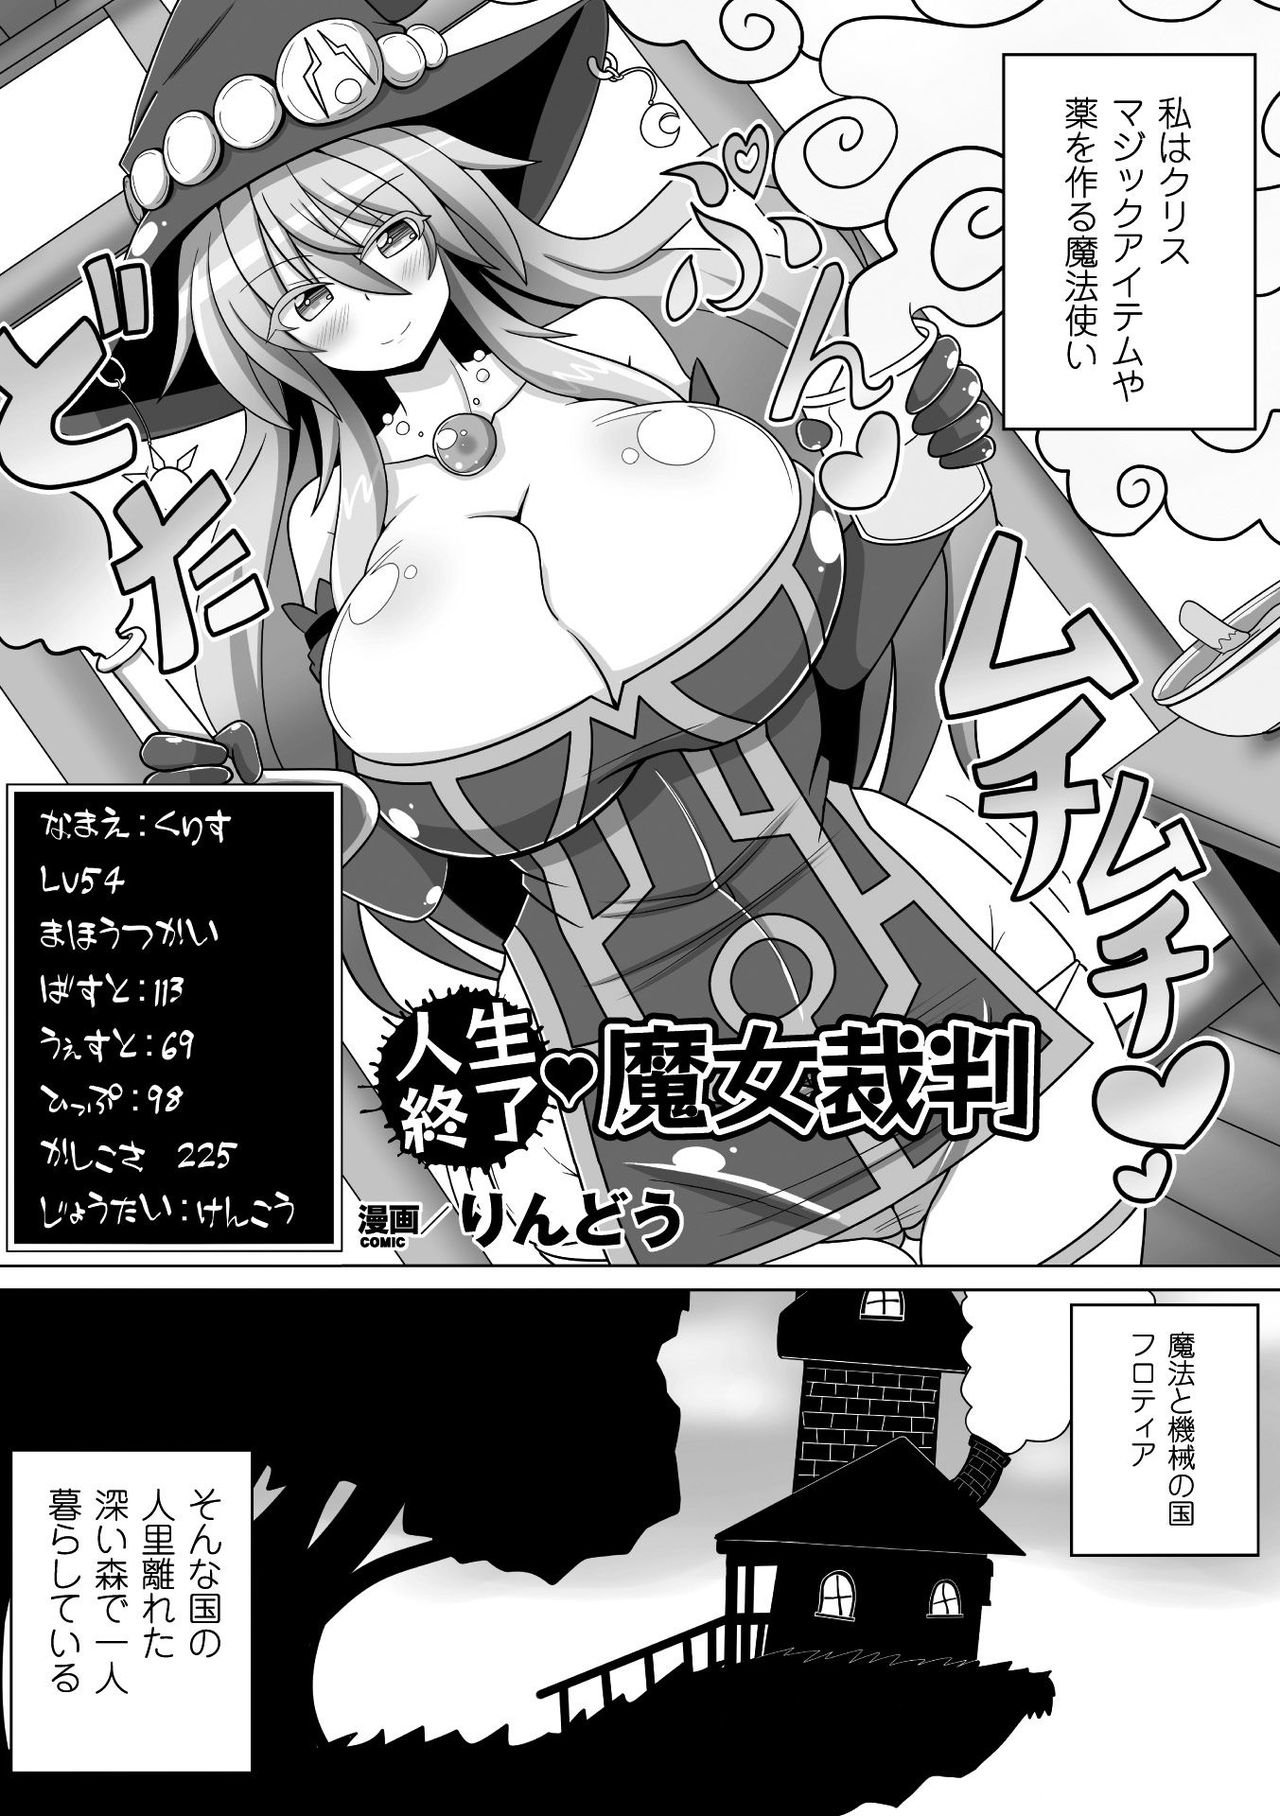 私はクリス
マジックアイテムや
薬を作る魔法使い
ぷぅん
どたぷ
ムチムチ
なまえ：くりす
LV54
まほうつかい
ばすと：113
うぇすと：69
ひっぷ：98
かしこさ　225
じょうたい：けんこう
人生
終了
魔女裁判
漫画／りんどう
COMIC
魔法と機械の国
フロティア
そんな国の
人里離れた
深い森で一人
暮らしている